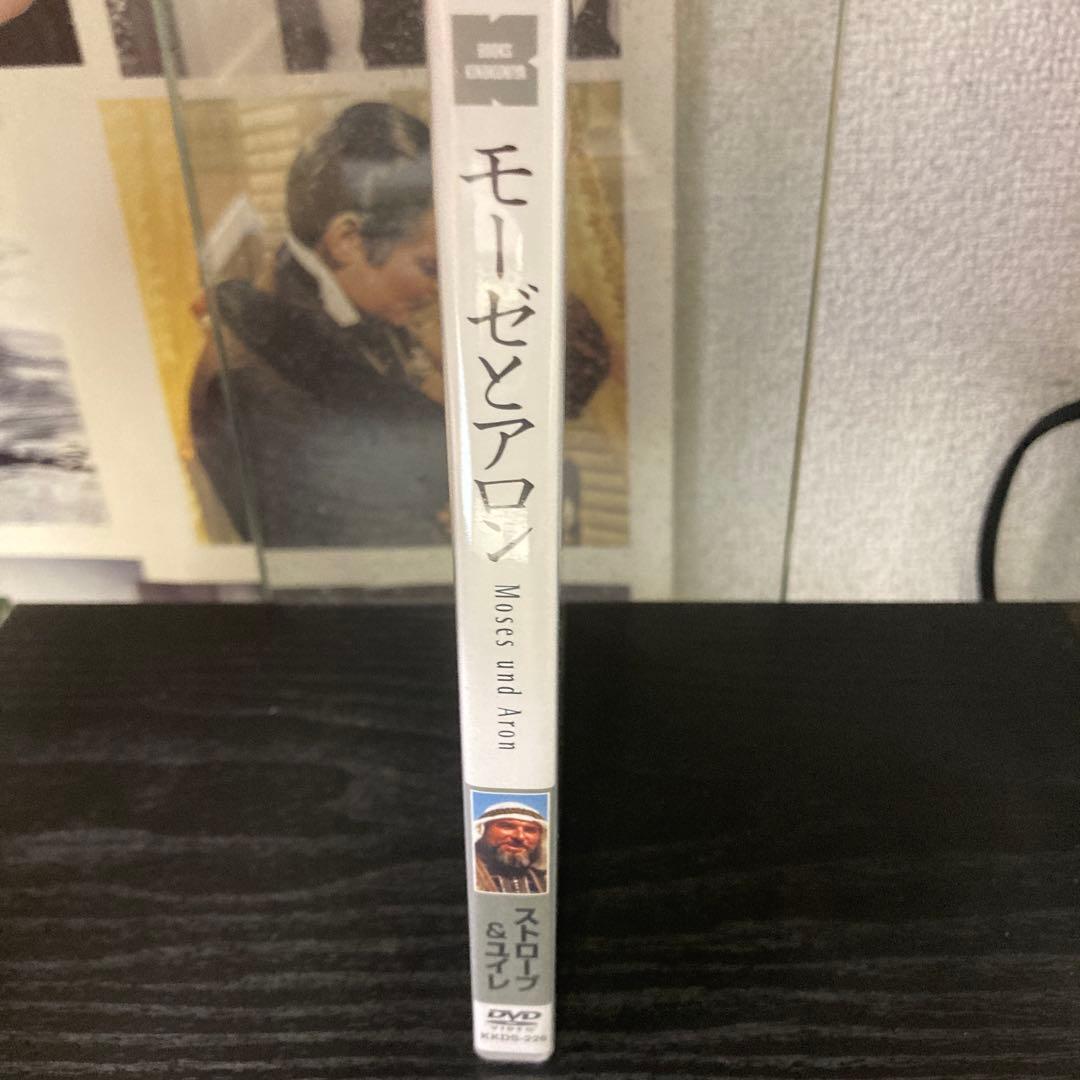 モーゼとアロン
Moses und Aron
ストローブ
&ユイレ
DVD
VIDEO
KKDS-226